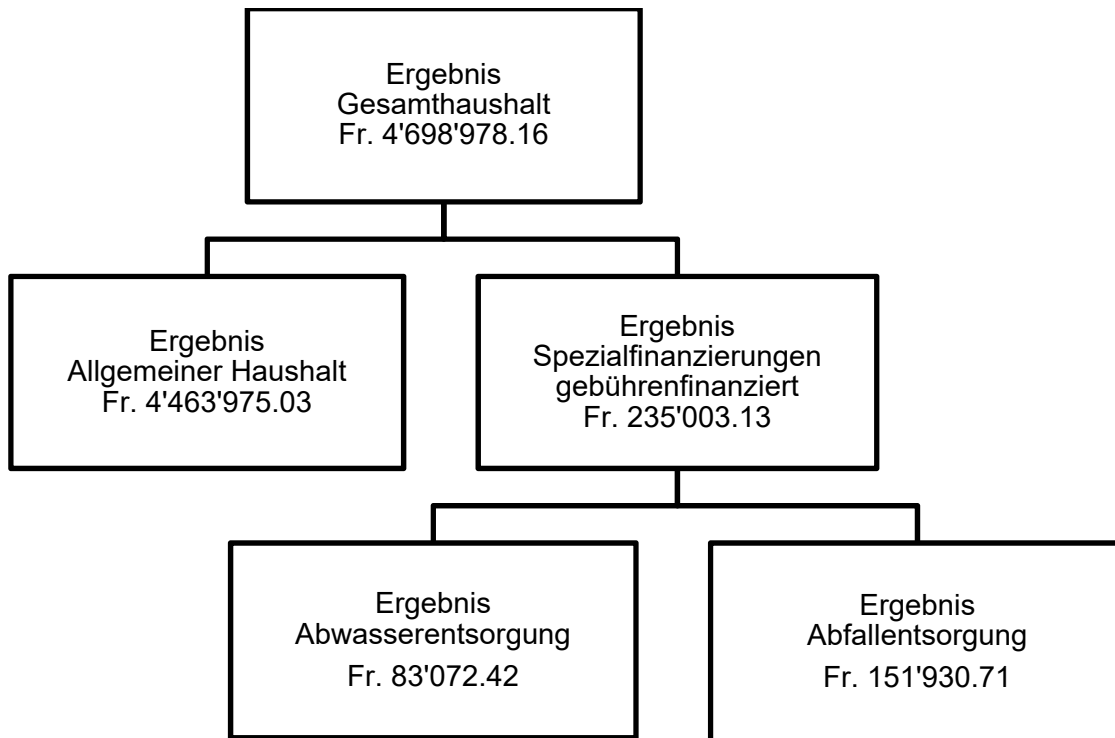 Ergebnis
Gesamthaushalt
Fr. 4'698'978.16
Ergebnis
Allgemeiner Haushalt
Fr. 4'463'975.03
Ergebnis
Spezialfinanzierungen
gebührenfinanziert
Fr. 235'003.13
Ergebnis
Abwasserentsorgung
Fr. 83'072.42
Ergebnis
Abfallentsorgung
Fr. 151'930.71